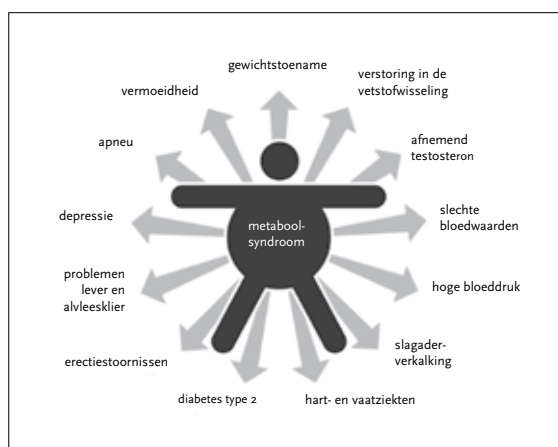 gewichtstoename
verstoring in de
vetstofwisseling
vermoeidheid
afnemend
testosteron
apneu
slechte
bloedwaarden
depressie
metabool-
syndroom
hoge bloeddruk
problemen
lever en
alvleesklier
slagader-
verkalking
erectiestoornissen
diabetes type 2
hart- en vaatziekten